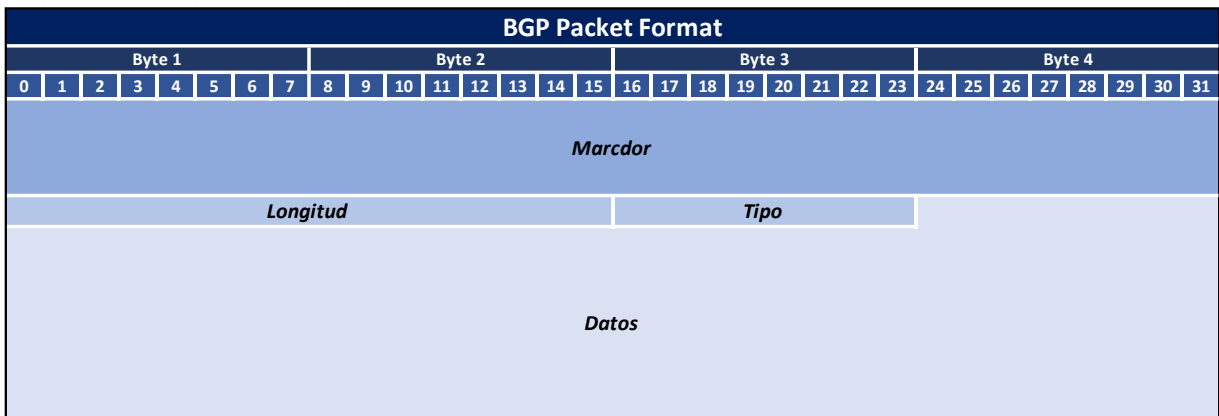 BGP Packet Format
Byte 1 Byte 2 Byte 3 Byte 4
0 1 2 3 4 5 6 7 8 9 10 11 12 13 14 15 16 17 18 19 20 21 22 23 24 25 26 27 28 29 30 31
Marcdor
Longitud Tipo
Datos